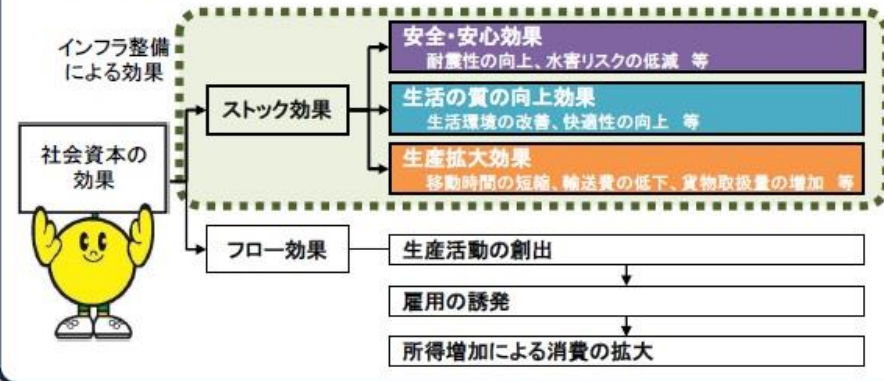 インフラ整備
による効果
社会資本の
効果
ストック効果
安全・安心効果
耐震性の向上、水害リスクの低減 等
生活の質の向上効果
生活環境の改善、快適性の向上 等
生産拡大効果
移動時間の短縮、輸送費の低下、貨物取扱量の増加 等
フロー効果
生産活動の創出
雇用の誘発
所得増加による消費の拡大